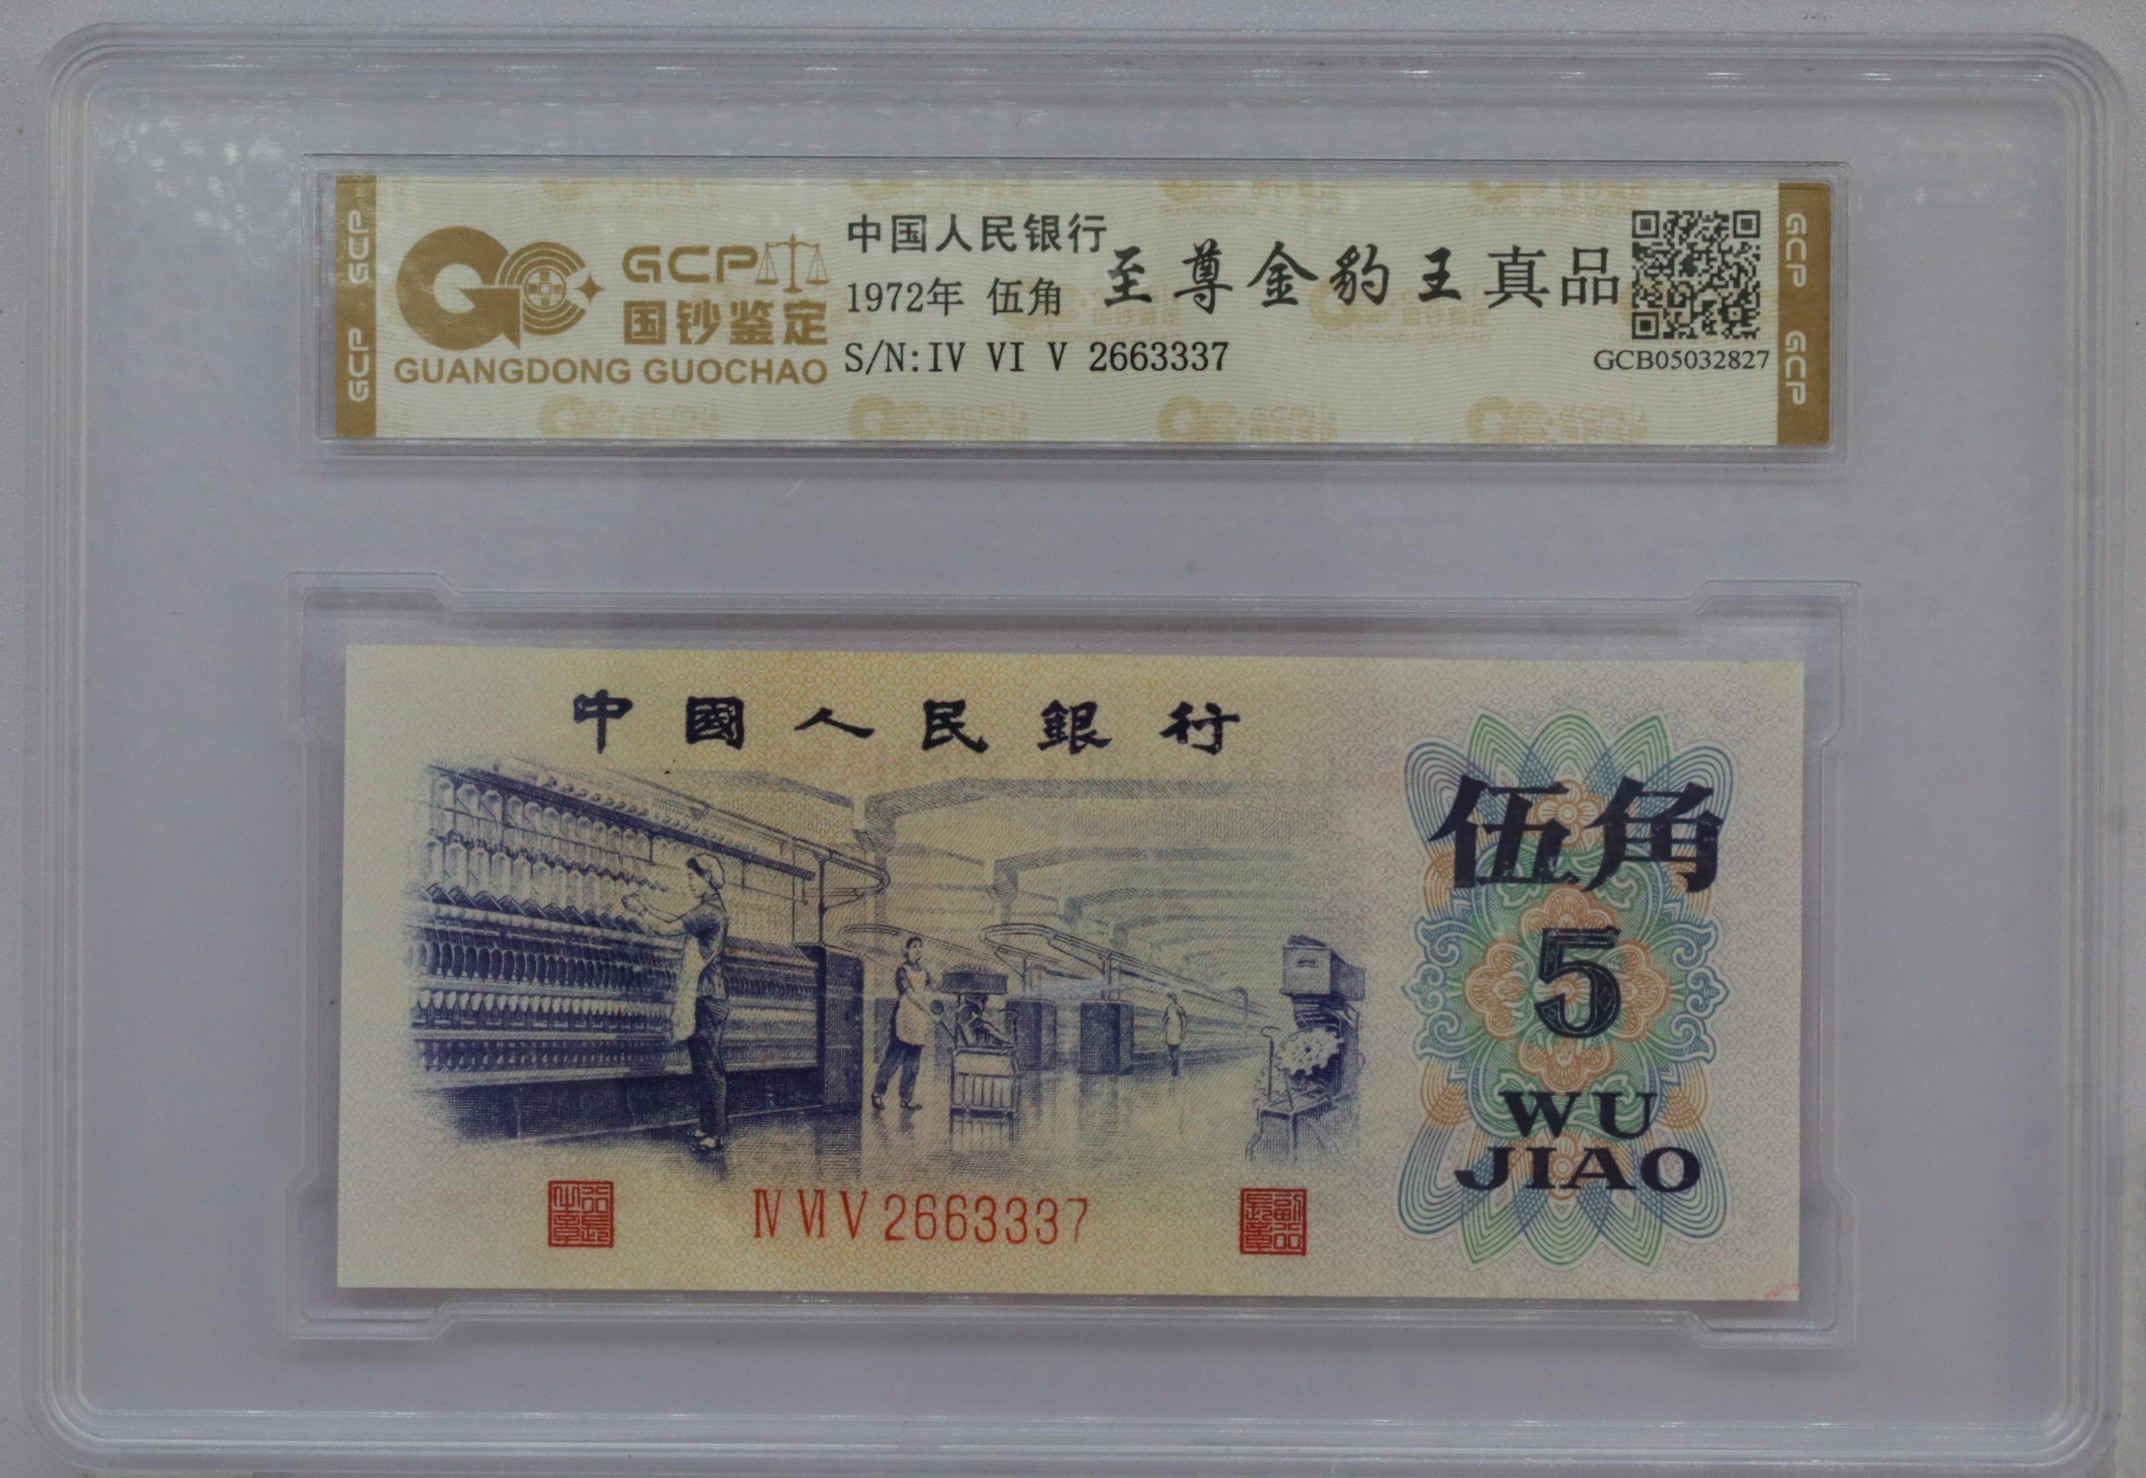 GCP GCP
GCP
国钞鉴定
GUANGDONG GUOCHAO
中国人民银行
1972年 伍角
S/N:IV VI V 2663337
至尊金豹王真品
GCB05032827
GCP GCP
中國人民銀行
伍角
5
WU
JIAO
Ⅳ Ⅵ Ⅴ 2663337